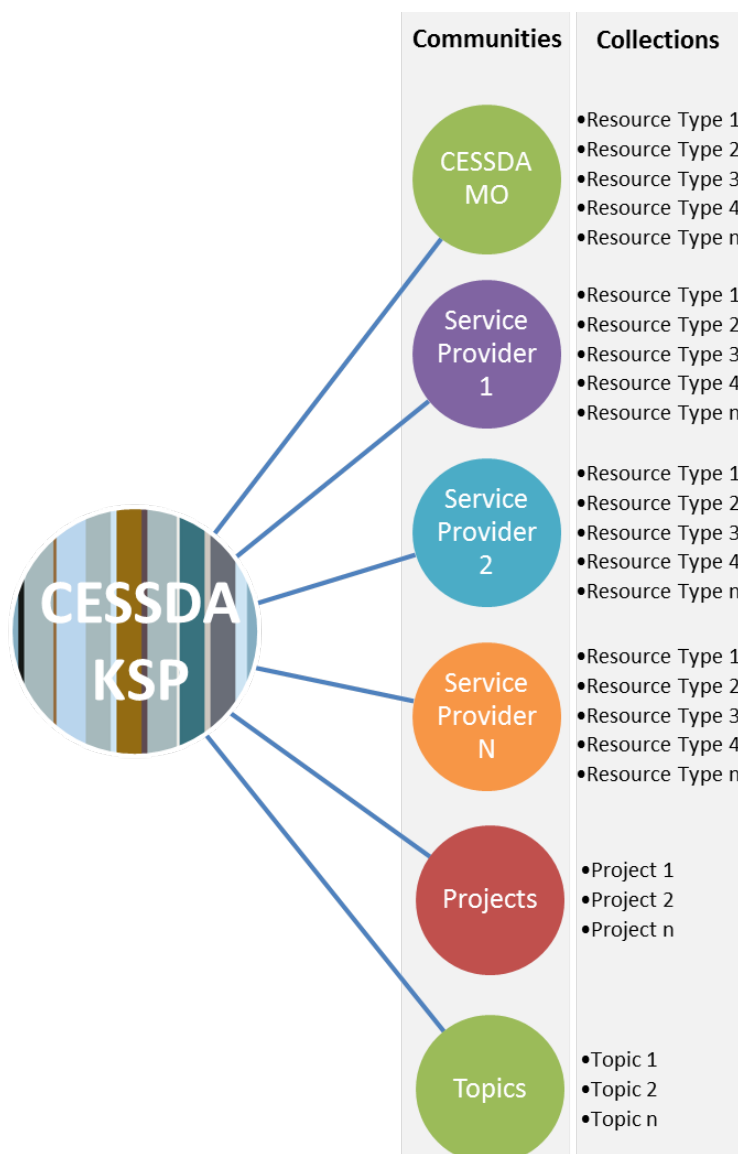 Communities
Collections
CESSDA
MO
•Resource Type 1
•Resource Type 2
•Resource Type 3
•Resource Type 4
•Resource Type n
Service
Provider
1
•Resource Type 1
•Resource Type 2
•Resource Type 3
•Resource Type 4
•Resource Type n
CESSDA
KSP
Service
Provider
2
•Resource Type 1
•Resource Type 2
•Resource Type 3
•Resource Type 4
•Resource Type n
Service
Provider
N
•Resource Type 1
•Resource Type 2
•Resource Type 3
•Resource Type 4
•Resource Type n
Projects
•Project 1
•Project 2
•Project n
Topics
•Topic 1
•Topic 2
•Topic n